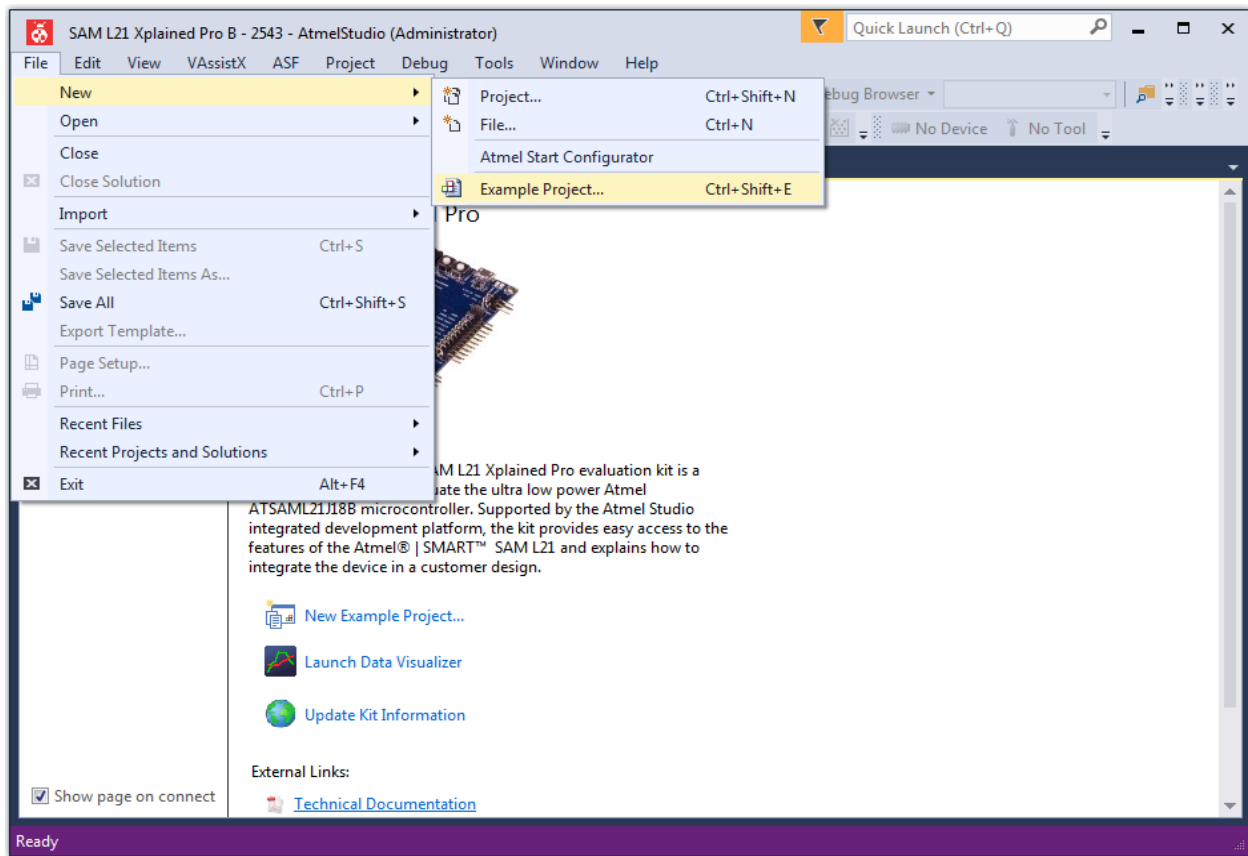 SAM L21 Xplained Pro B - 2543 - AtmelStudio (Administrator)
Quick Launch (Ctrl+Q)
File Edit View VAssistX ASF Project Debug Tools Window Help
New
Open
Close
Close Solution
Import
Save Selected Items Ctrl+S
Save Selected Items As...
Save All Ctrl+Shift+S
Export Template...
Page Setup...
Print... Ctrl+P
Recent Files
Recent Projects and Solutions
Exit Alt+F4
Project... Ctrl+Shift+N
File... Ctrl+N
Atmel Start Configurator
Example Project... Ctrl+Shift+E
ebug Browser
No Device No Tool
Pro
AM L21 Xplained Pro evaluation kit is a
uate the ultra low power Atmel
ATSAML21J18B microcontroller. Supported by the Atmel Studio
integrated development platform, the kit provides easy access to the
features of the Atmel® | SMART™ SAM L21 and explains how to
integrate the device in a customer design.
New Example Project...
Launch Data Visualizer
Update Kit Information
External Links:
Technical Documentation
Show page on connect
Ready